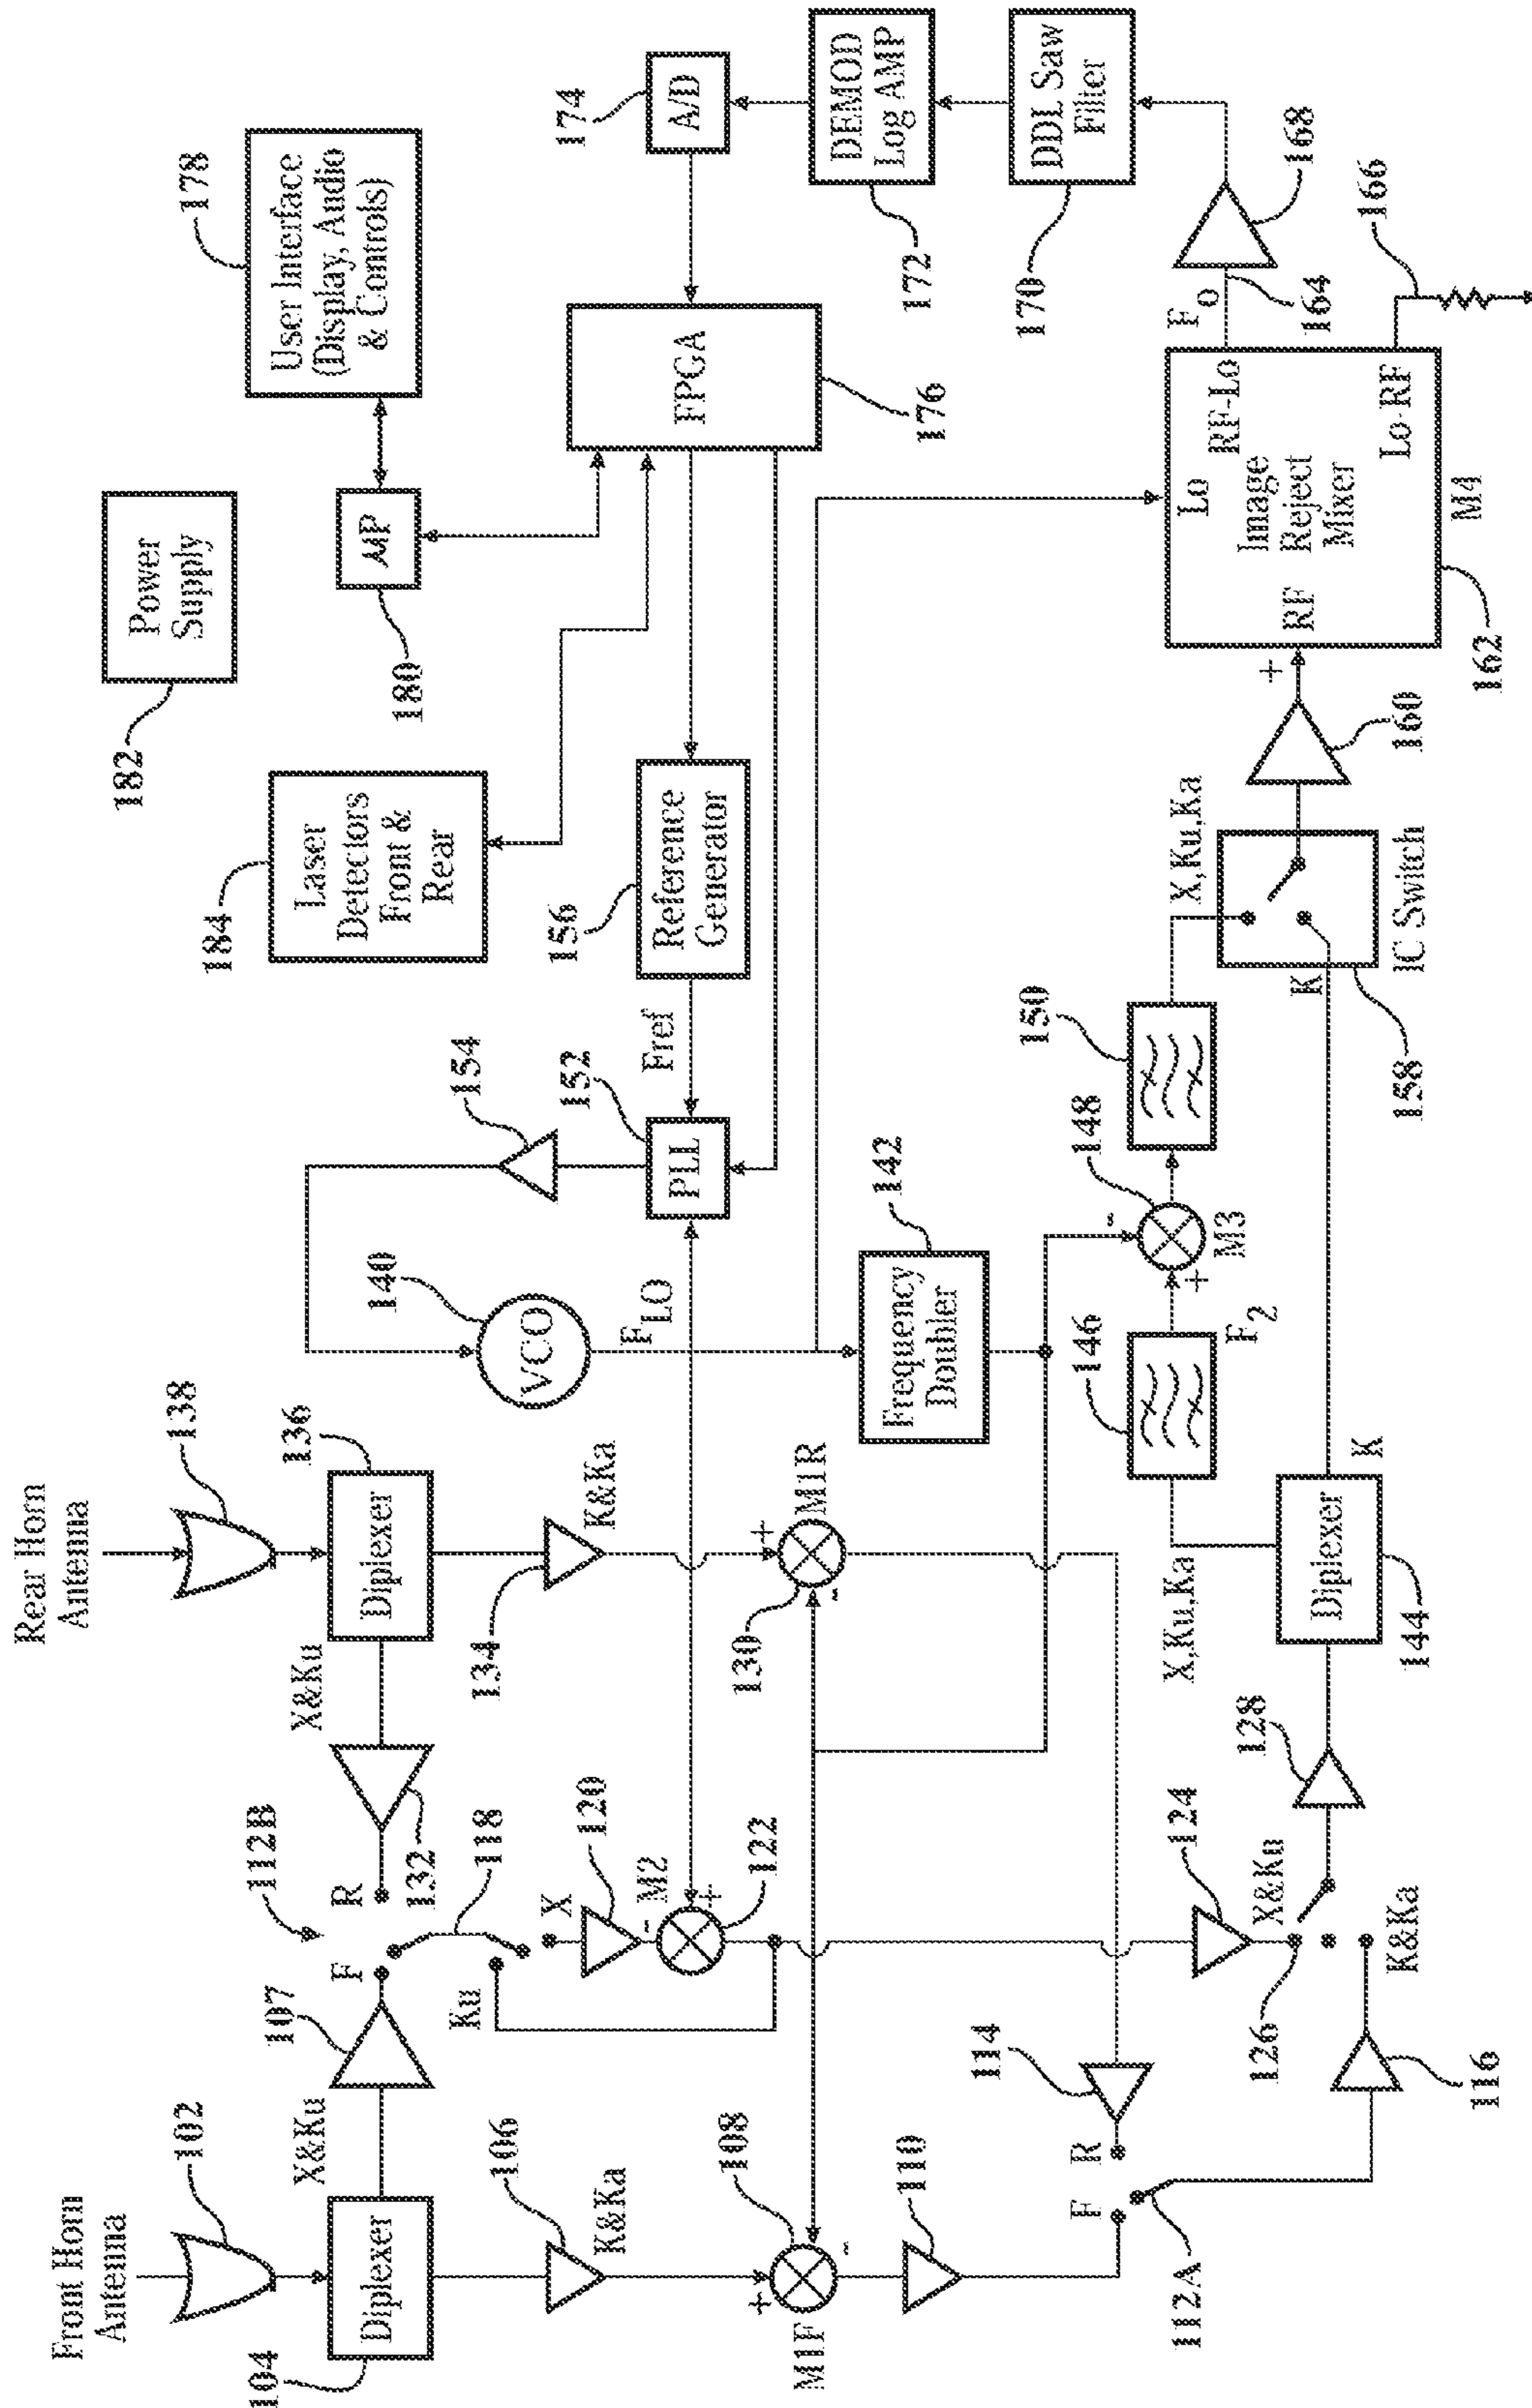 Front Horn
Antenna
102
104
Diplexer
X&Ku
107
106
K&Ka
M1F
+
-
108
110
F
R
112A
114
116
112B
F
R
118
Ku
X
120
-
M2
+
122
124
X&Ku
126
K&Ka
128
Rear Horn
Antenna
138
136
Diplexer
X&Ku
132
134
K&Ka
130
+
-
M1R
140
VCO
FLO
154
152
PLL
Fref
156
Reference
Generator
142
Frequency
Doubler
144
Diplexer
X,Ku,Ka
K
146
F2
+
-
148
M3
150
X,Ku,Ka
K
158
IC Switch
160
+
RF
Lo
Image
Reject
Mixer
RF-Lo
Lo-RF
M4
162
Fo
164
166
168
170
DDL Saw
Filter
172
DEMOD
Log AMP
174
A/D
176
FPGA
178
User Interface
(Display, Audio
& Controls)
180
μP
182
Power
Supply
184
Laser
Detectors
Front &
Rear